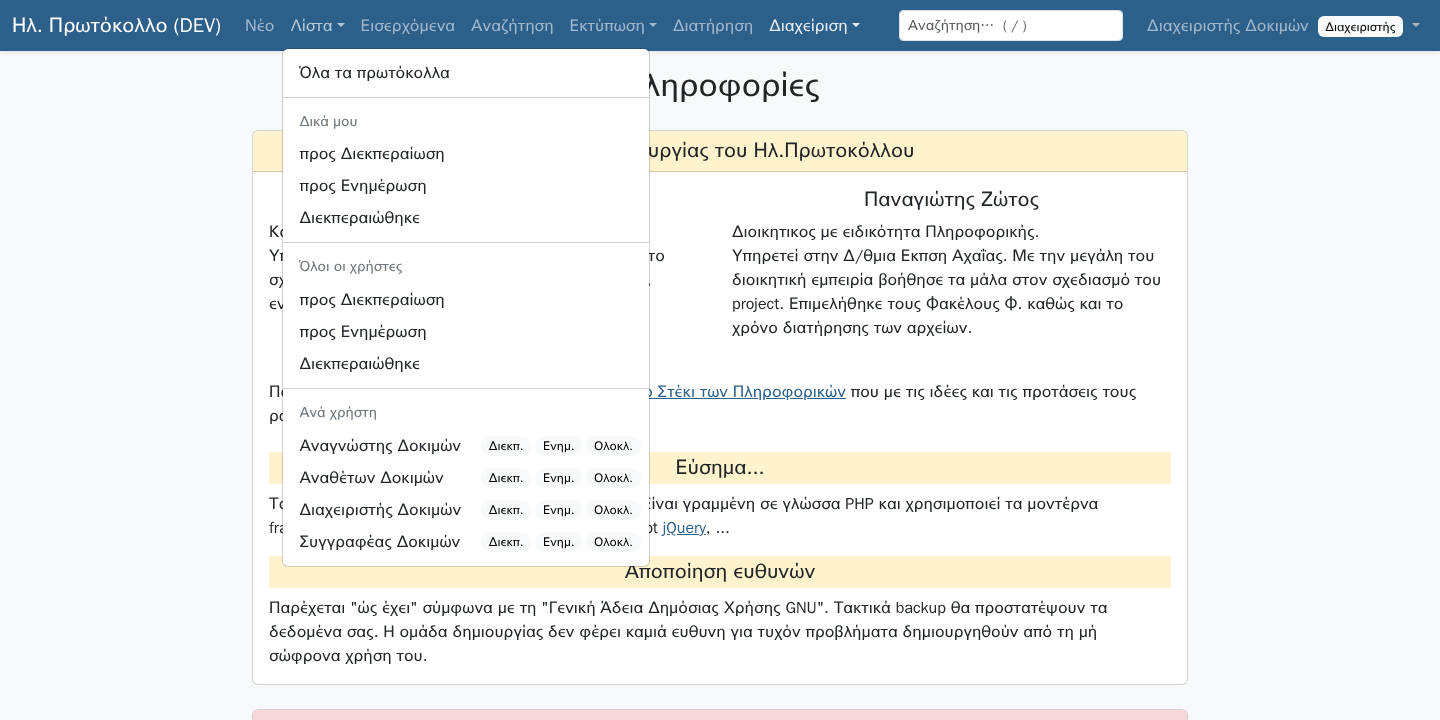 Ηλ. Πρωτόκολλο (DEV) Νέο Λίστα Εισερχόμενα Αναζήτηση Εκτύπωση Διατήρηση Διαχείριση Αναζήτηση… ( / ) Διαχειριστής Δοκιμών Διαχειριστής
Όλα τα πρωτόκολλα
Δικά μου
προς Διεκπεραίωση
προς Ενημέρωση
Διεκπεραιώθηκε
Όλοι οι χρήστες
προς Διεκπεραίωση
προς Ενημέρωση
Διεκπεραιώθηκε
Ανά χρήστη
Αναγνώστης Δοκιμών Διεκπ. Ενημ. Ολοκλ.
Αναθέτων Δοκιμών Διεκπ. Ενημ. Ολοκλ.
Διαχειριστής Δοκιμών Διεκπ. Ενημ. Ολοκλ.
Συγγραφέας Δοκιμών Διεκπ. Ενημ. Ολοκλ.
του Ηλ.Πρωτοκόλλου
Παναγιώτης Ζώτος
Διοικητικος με ειδικότητα Πληροφορικής.
Υπηρετεί στην Δ/θμια Εκπση Αχαΐας. Με την μεγάλη του
διοικητική εμπειρία βοήθησε τα μάλα στον σχεδιασμό του
project. Επιμελήθηκε τους Φακέλους Φ. καθώς και το
χρόνο διατήρησης των αρχείων.
το
Στέκι των Πληροφορικών που με τις ιδέες και τις προτάσεις τους
Εύσημα...
Είναι γραμμένη σε γλώσσα PHP και χρησιμοποιεί τα μοντέρνα
jQuery, ...
Αποποίηση ευθυνών
Παρέχεται "ὡς ἔχει" σύμφωνα με τη "Γενική Άδεια Δημόσιας Χρήσης GNU". Τακτικά backup θα προστατέψουν τα
δεδομένα σας. Η ομάδα δημιουργίας δεν φέρει καμιά ευθυνη για τυχόν προβλήματα δημιουργηθούν από τη μή
σώφρονα χρήση του.